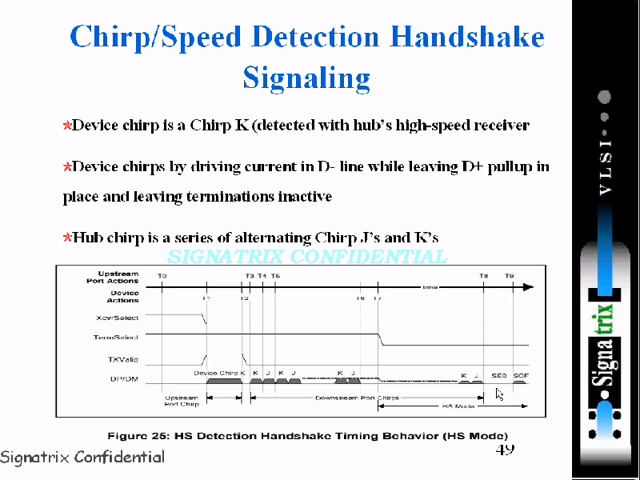 Chirp/Speed Detection Handshake
Signaling
*Device chirp is a Chirp K (detected with hub's high-speed receiver
*Device chirps by driving current in D- line while leaving D+ pullup in
place and leaving terminations inactive
*Hub chirp is a series of alternating Chirp J's and K's
SIGNATRIX CONFIDENTIAL
Upstream
Port Actions
T0 T3 T4 T5 T8 T9
time
Device
Actions
T1 T2 T6 T7
XcvrSelect
TermSelect
TXValid
DP/DM
Device Chirp K K J K J K J K J SE0 SOF
Upstream
Port Chirp
Downstream Port Chirps
HS Mode
Figure 25: HS Detection Handshake Timing Behavior (HS Mode)
Signatrix Confidential
49
VLSI
Signatrix